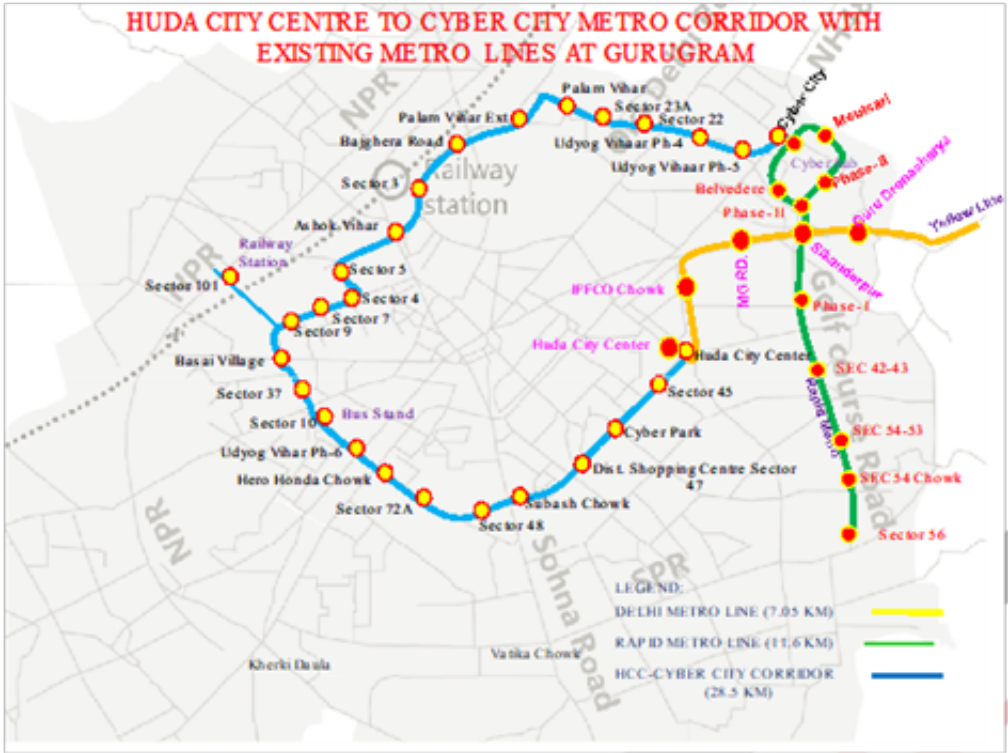 HUDA CITY CENTRE TO CYBER CITY METRO CORRIDOR WITH
EXISTING METRO LINES AT GURUGRAM
Palam Vihar
Sector 23A
Sector 22
Palam Vihar Ext
Bajghera Road
Udyog Vihaar Ph-4
Udyog Vihaar Ph-5
Cyber City
Moulsari
NPR
Railway
station
Sector 3
Belvedere
Phase-II
Guru Dronacharya
Phase-II
Yellow Line
Ashok Vihar
Railway
Station
Sector 101
NPR
Sector 5
Sector 4
Sector 7
Sector 9
IFFCO Chowk
MG RD.
Sikanderpur
Phase-I
Basai Village
Huda City Center
Huda City Center
Sector 37
Sector 45
SEC 42-43
Rapid Metro
Golf course Road
Sector 10
Bus Stand
Cyber Park
SEC 54-53
Udyog Vihar Ph-6
Hero Honda Chowk
Dist. Shopping Centre Sector
47
SEC 54 Chowk
Sector 72A
Subash Chowk
Sector 48
Sector 56
NPR
Sohna Road
SPR
LEGEND:
DELHI METRO LINE (7.05 KM)
RAPID METRO LINE (11.6 KM)
HCC-CYBER CITY CORRIDOR
(28.5 KM)
Kherki Daula
Vatika Chowk